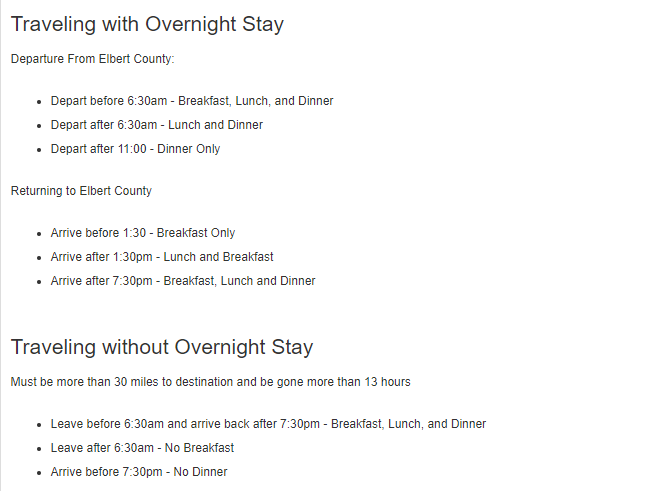 Traveling with Overnight Stay
Departure From Elbert County:
• Depart before 6:30am - Breakfast, Lunch, and Dinner
• Depart after 6:30am - Lunch and Dinner
• Depart after 11:00 - Dinner Only
Returning to Elbert County
• Arrive before 1:30 - Breakfast Only
• Arrive after 1:30pm - Lunch and Breakfast
• Arrive after 7:30pm - Breakfast, Lunch and Dinner
Traveling without Overnight Stay
Must be more than 30 miles to destination and be gone more than 13 hours
• Leave before 6:30am and arrive back after 7:30pm - Breakfast, Lunch, and Dinner
• Leave after 6:30am - No Breakfast
• Arrive before 7:30pm - No Dinner